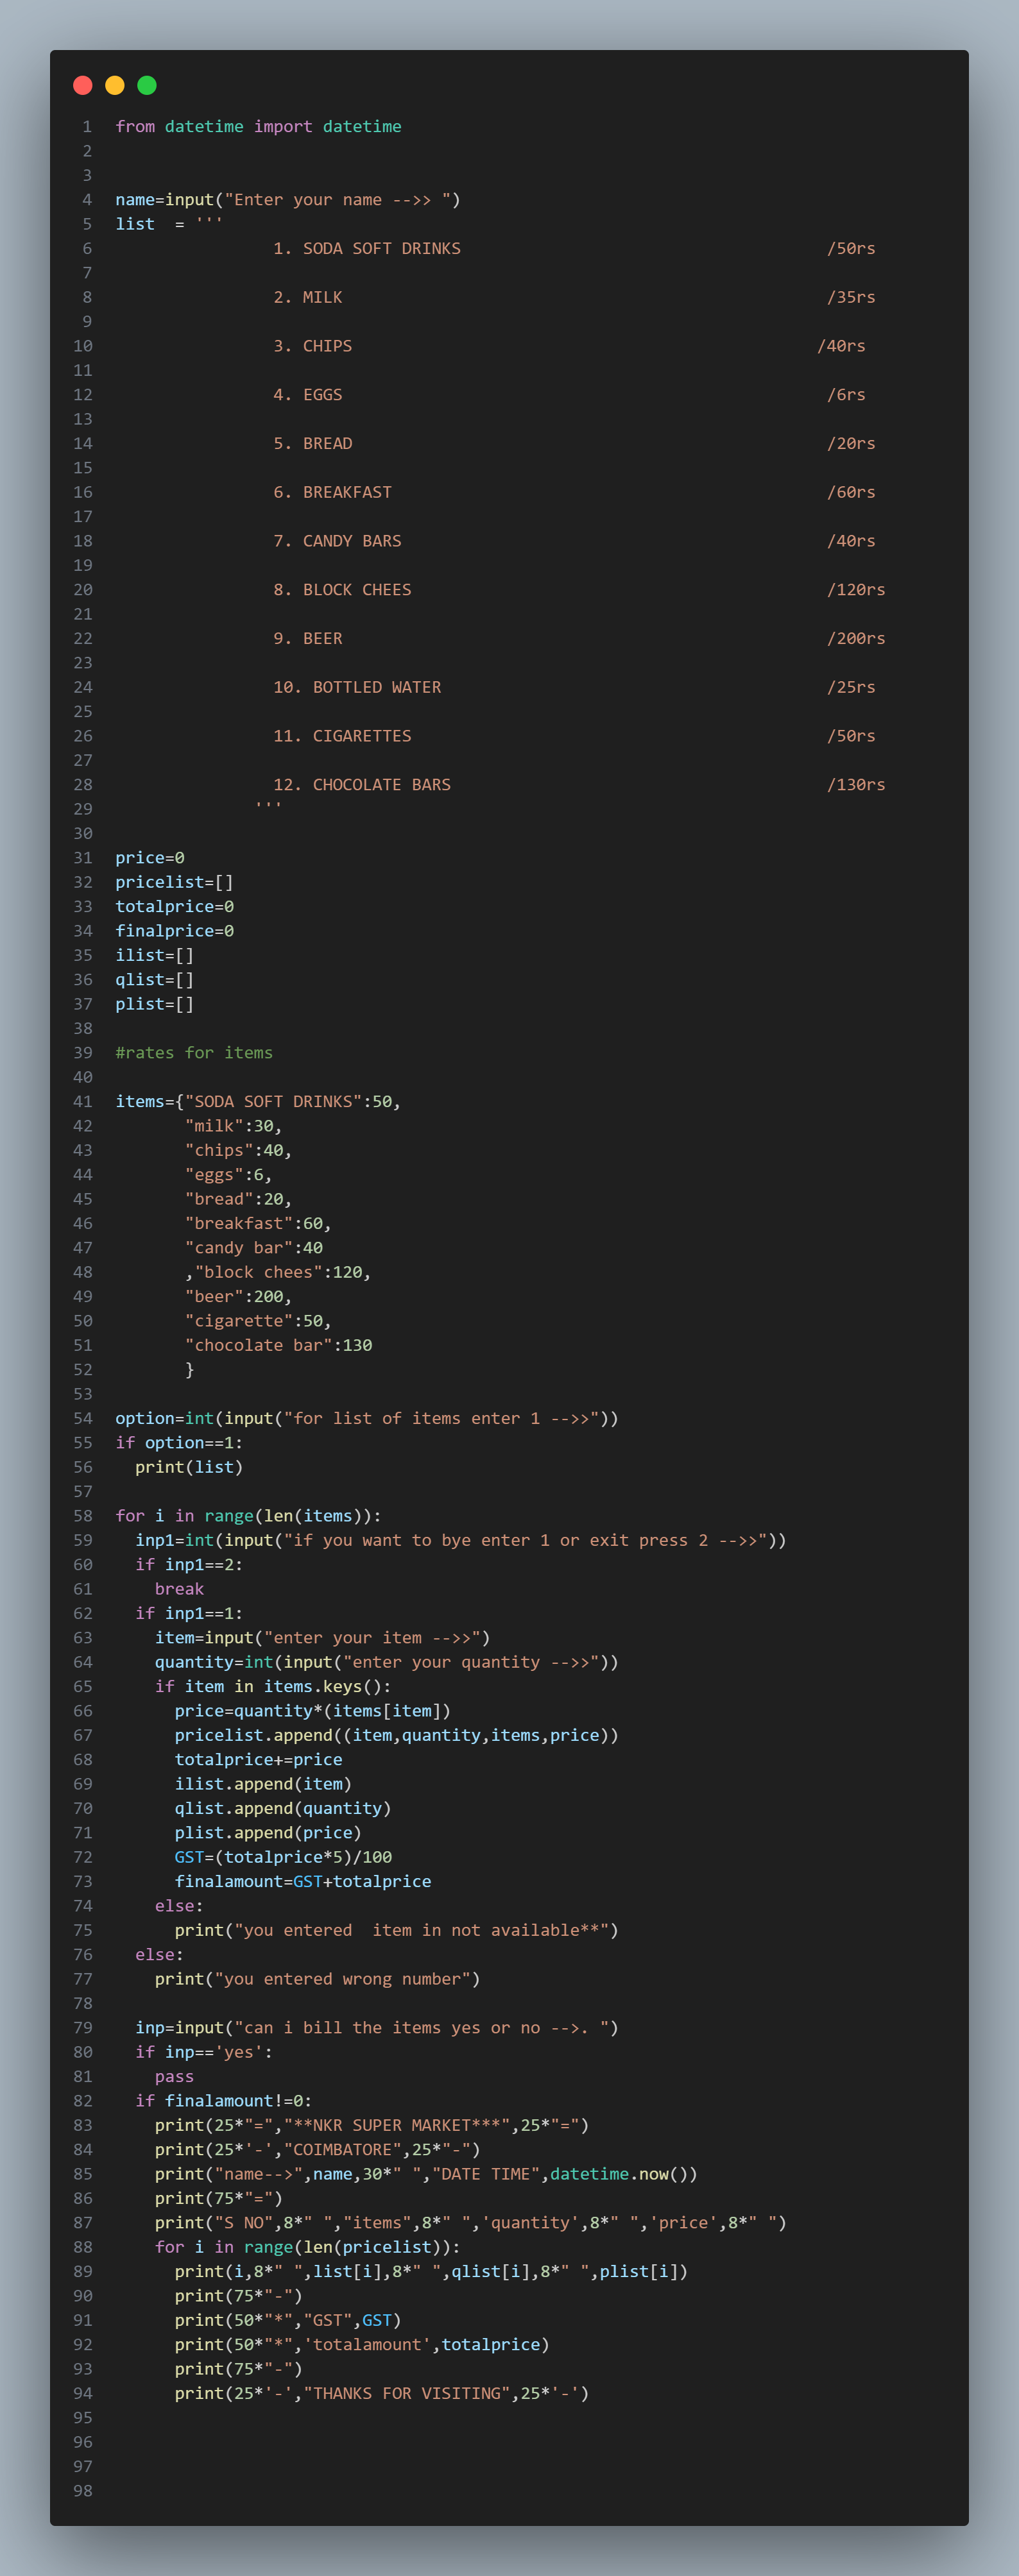 1 from datetime import datetime
2
3
4 name=input("Enter your name -->> ")
5 list  = '''
6                 1. SODA SOFT DRINKS                                     /50rs
7
8                 2. MILK                                                 /35rs
9
10                 3. CHIPS                                               /40rs
11
12                 4. EGGS                                                 /6rs
13
14                 5. BREAD                                                /20rs
15
16                 6. BREAKFAST                                            /60rs
17
18                 7. CANDY BARS                                           /40rs
19
20                 8. BLOCK CHEES                                          /120rs
21
22                 9. BEER                                                 /200rs
23
24                 10. BOTTLED WATER                                       /25rs
25
26                 11. CIGARETTES                                          /50rs
27
28                 12. CHOCOLATE BARS                                      /130rs
29               '''
30
31 price=0
32 pricelist=[]
33 totalprice=0
34 finalprice=0
35 ilist=[]
36 qlist=[]
37 plist=[]
38
39 #rates for items
40
41 items={"SODA SOFT DRINKS":50,
42        "milk":30,
43        "chips":40,
44        "eggs":6,
45        "bread":20,
46        "breakfast":60,
47        "candy bar":40
48        ,"block chees":120,
49        "beer":200,
50        "cigarette":50,
51        "chocolate bar":130
52        }
53
54 option=int(input("for list of items enter 1 -->>"))
55 if option==1:
56   print(list)
57
58 for i in range(len(items)):
59   inp1=int(input("if you want to bye enter 1 or exit press 2 -->>"))
60   if inp1==2:
61     break
62   if inp1==1:
63     item=input("enter your item -->>")
64     quantity=int(input("enter your quantity -->>"))
65     if item in items.keys():
66       price=quantity*(items[item])
67       pricelist.append((item,quantity,items,price))
68       totalprice+=price
69       ilist.append(item)
70       qlist.append(quantity)
71       plist.append(price)
72       GST=(totalprice*5)/100
73       finalamount=GST+totalprice
74     else:
75       print("you entered  item in not available**")
76   else:
77     print("you entered wrong number")
78
79   inp=input("can i bill the items yes or no -->. ")
80   if inp=='yes':
81     pass
82   if finalamount!=0:
83     print(25*"=","**NKR SUPER MARKET***",25*"=")
84     print(25*'-',"COIMBATORE",25*"-")
85     print("name-->",name,30*" ","DATE TIME",datetime.now())
86     print(75*"=")
87     print("S NO",8*" ","items",8*" ",'quantity',8*" ",'price',8*" ")
88     for i in range(len(pricelist)):
89       print(i,8*" ",list[i],8*" ",qlist[i],8*" ",plist[i])
90       print(75*"-")
91       print(50*"*","GST",GST)
92       print(50*"*",'totalamount',totalprice)
93       print(75*"-")
94       print(25*'-',"THANKS FOR VISITING",25*'-')
95
96
97
98